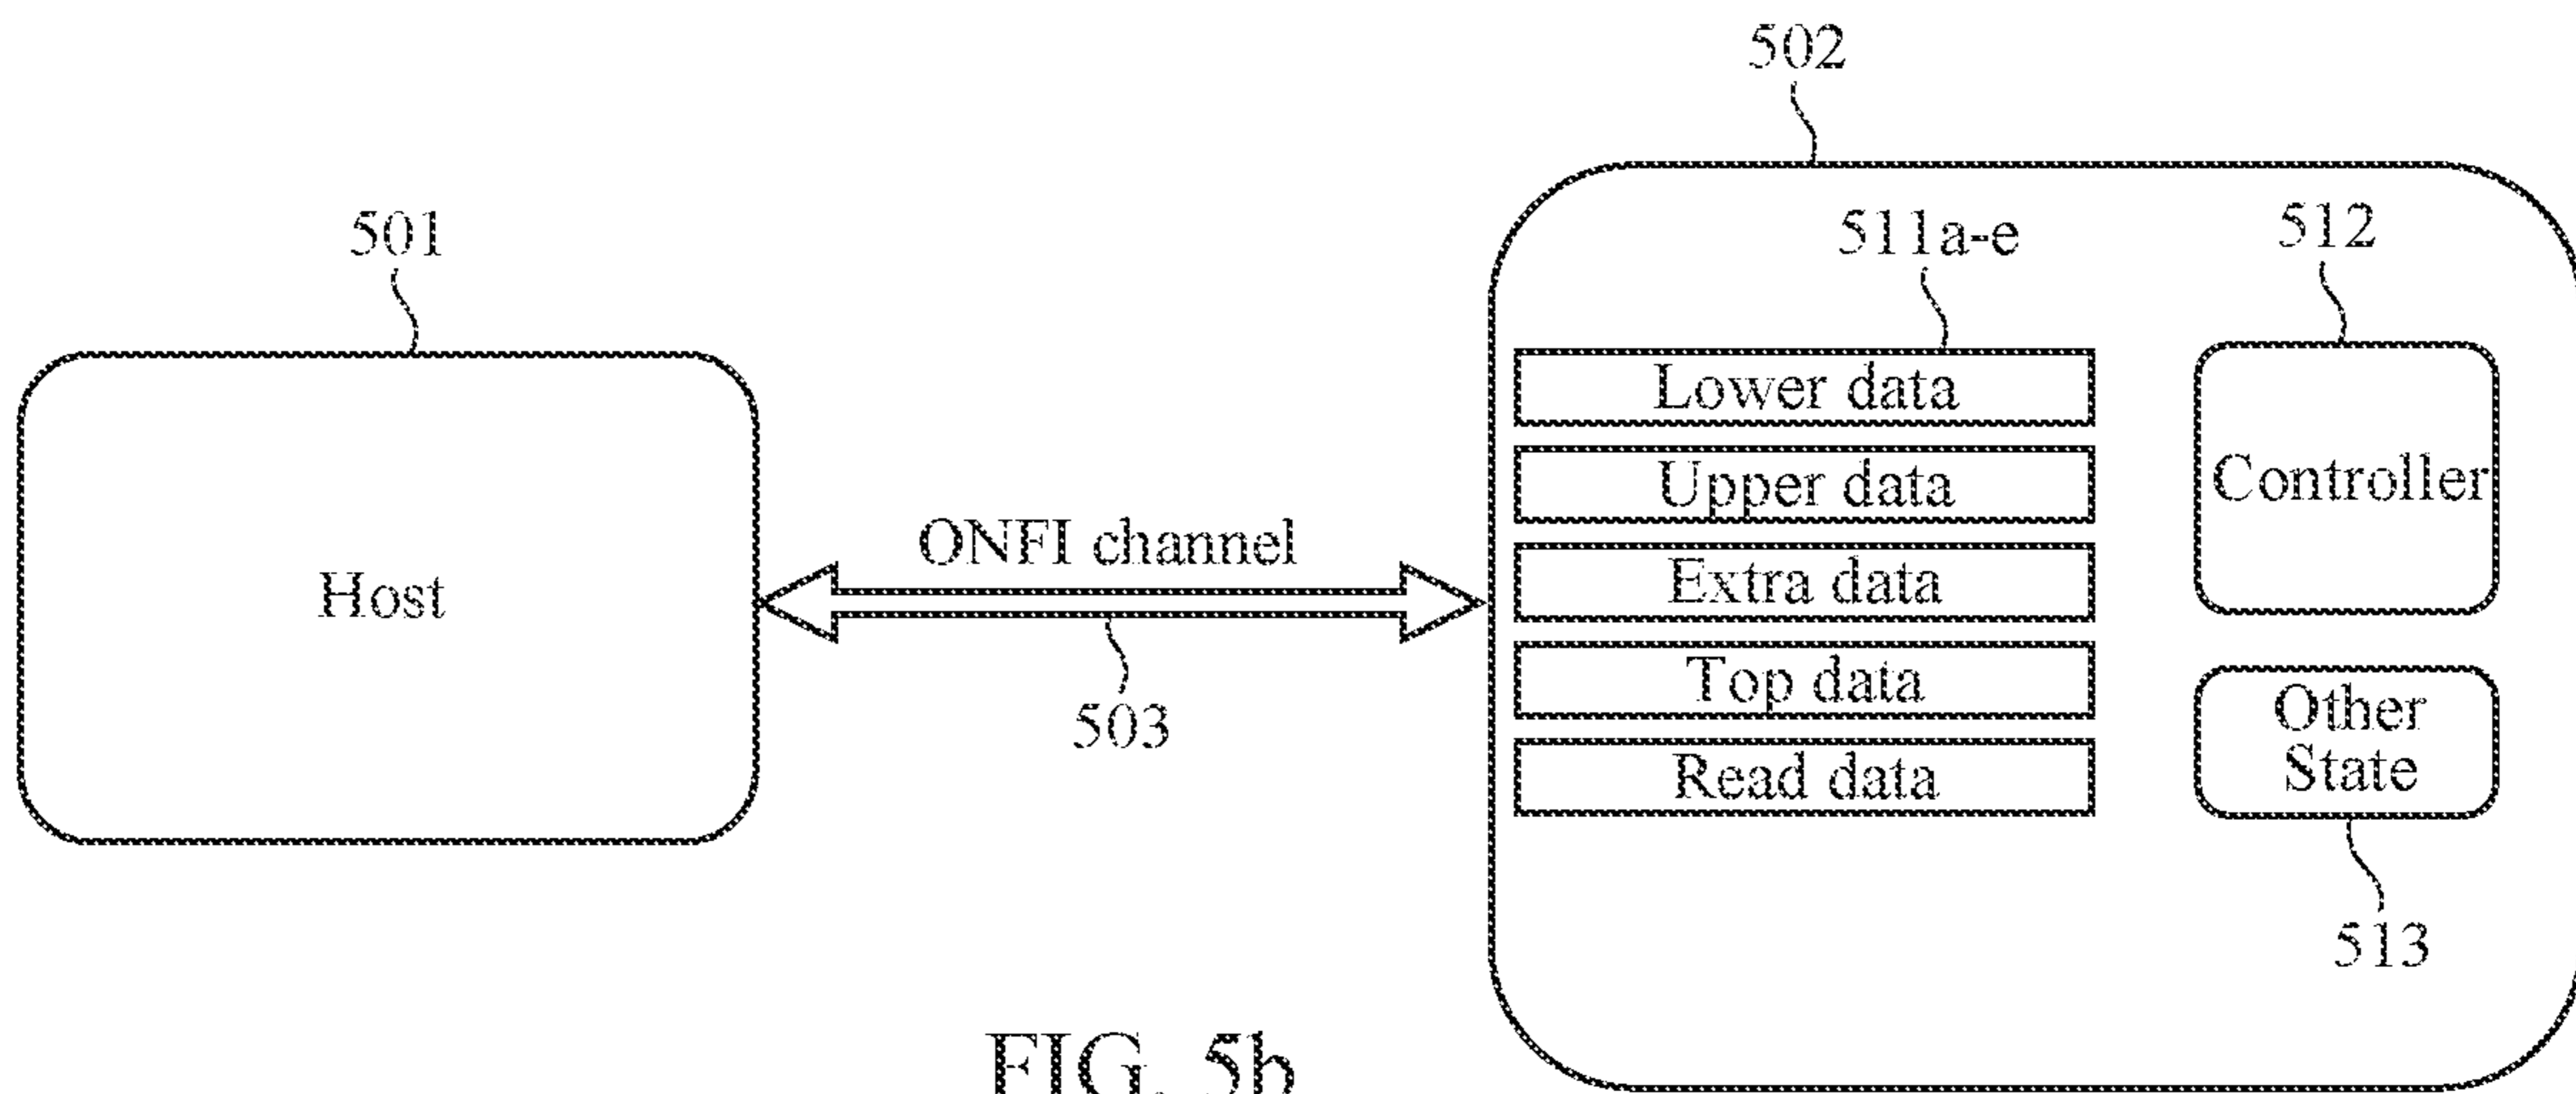 502
501
511a-e
512
Lower data
Upper data
Controller
ONFI channel
Extra data
Host
Top data
Other
State
503
Read data
513
FIG. 5b